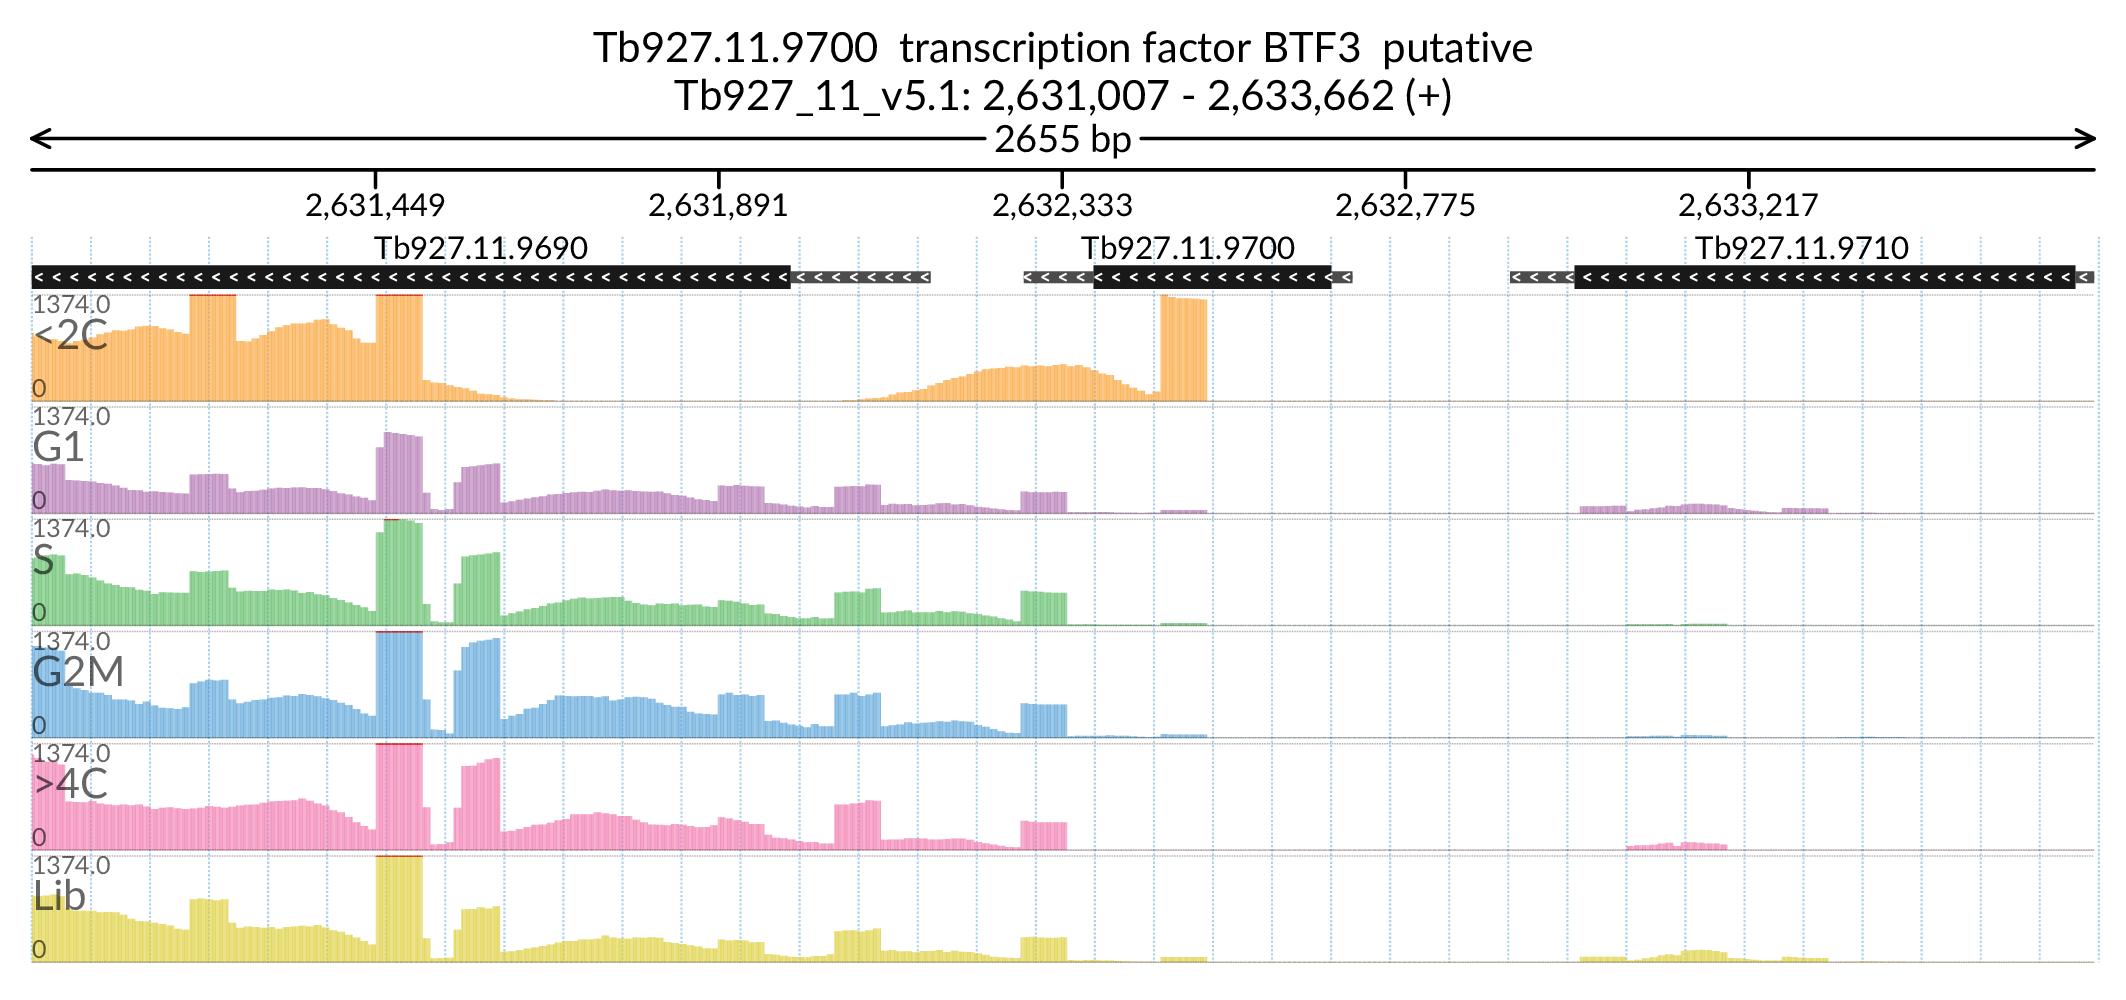 Tb927.11.9700  transcription factor BTF3  putative
Tb927_11_v5.1: 2,631,007 - 2,633,662 (+)
2655 bp
2,631,449 2,631,891 2,632,333 2,632,775 2,633,217
Tb927.11.9690 Tb927.11.9700 Tb927.11.9710
1374.0
<2C
0
1374.0
G1
0
1374.0
S
0
1374.0
G2M
0
1374.0
>4C
0
1374.0
Lib
0